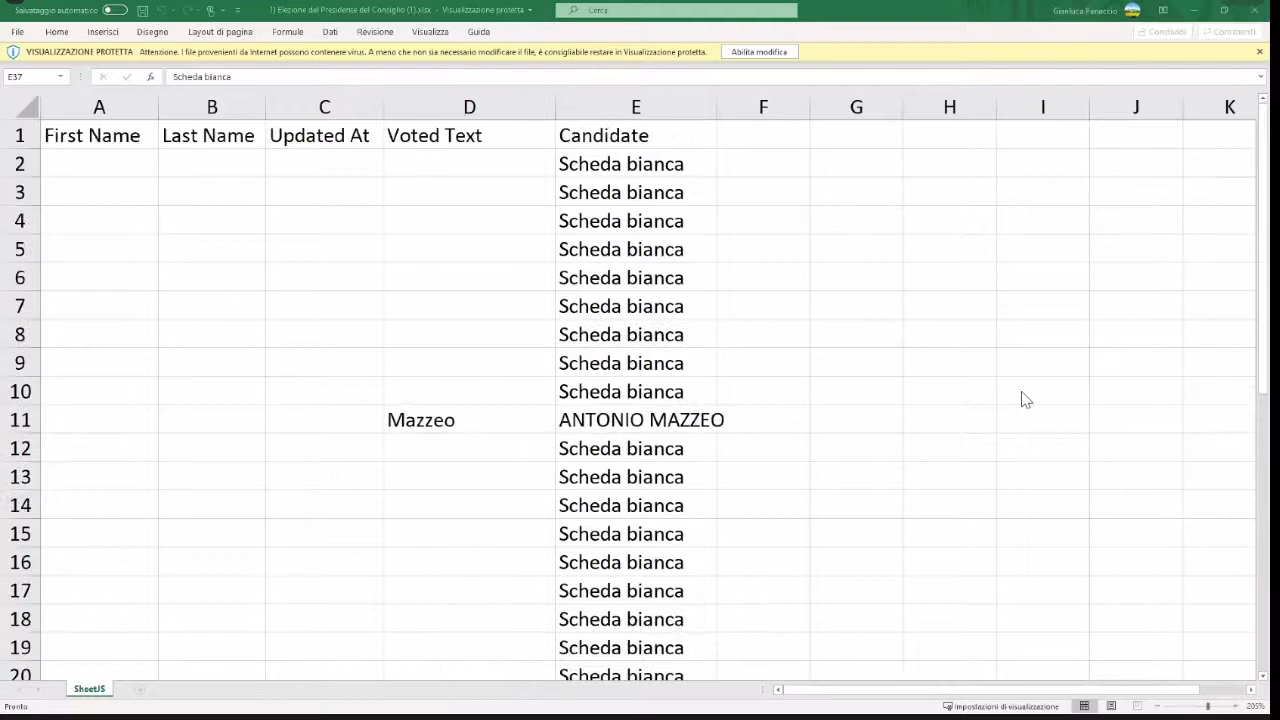 Salvataggio automatico 1) Elezione del Presidente del Consiglio (1).xlsx - Visualizzazione protetta Cerca Gianluca Panaccio
File Home Inserisci Disegno Layout di pagina Formule Dati Revisione Visualizza Guida Condividi Commenti
VISUALIZZAZIONE PROTETTA Attenzione. I file provenienti da Internet possono contenere virus. A meno che non sia necessario modificare il file, è consigliabile restare in Visualizzazione protetta. Abilita modifica
E37 fx Scheda bianca
A B C D E F G H I J K
1 First Name Last Name Updated At Voted Text Candidate
2 Scheda bianca
3 Scheda bianca
4 Scheda bianca
5 Scheda bianca
6 Scheda bianca
7 Scheda bianca
8 Scheda bianca
9 Scheda bianca
10 Scheda bianca
11 Mazzeo ANTONIO MAZZEO
12 Scheda bianca
13 Scheda bianca
14 Scheda bianca
15 Scheda bianca
16 Scheda bianca
17 Scheda bianca
18 Scheda bianca
19 Scheda bianca
20 Scheda bianca
SheetJS
Pronto Impostazioni di visualizzazione 205%